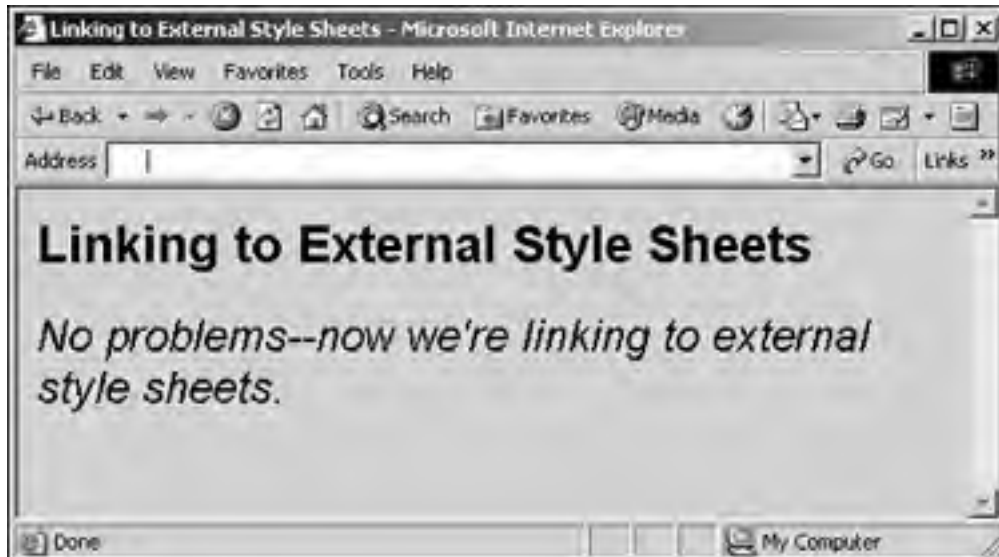 Linking to External Style Sheets - Microsoft Internet Explorer
File Edit View Favorites Tools Help
Back Search Favorites Media
Address Go Links »
Linking to External Style Sheets
No problems--now we're linking to external
style sheets.
Done My Computer